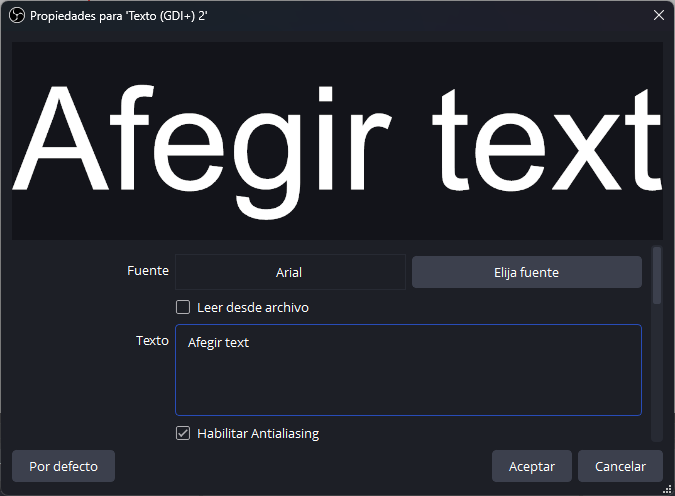 Propiedades para 'Texto (GDI+) 2'
Afegir text
Fuente Arial Elija fuente
Leer desde archivo
Texto Afegir text
Habilitar Antialiasing
Por defecto Aceptar Cancelar